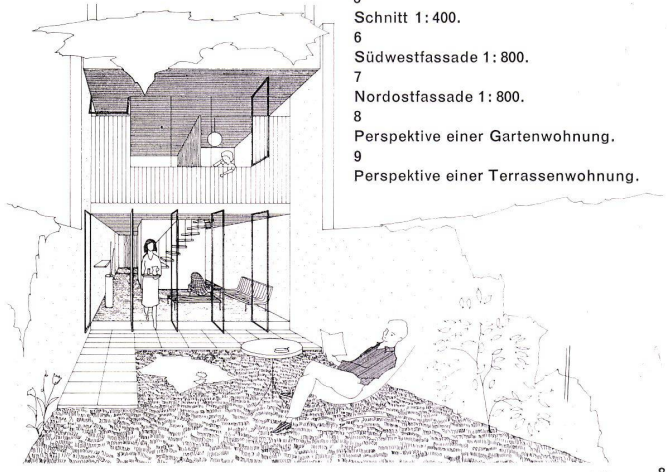 Schnitt 1:400.
6
Südwestfassade 1:800.
7
Nordostfassade 1:800.
8
Perspektive einer Gartenwohnung.
9
Perspektive einer Terrassenwohnung.